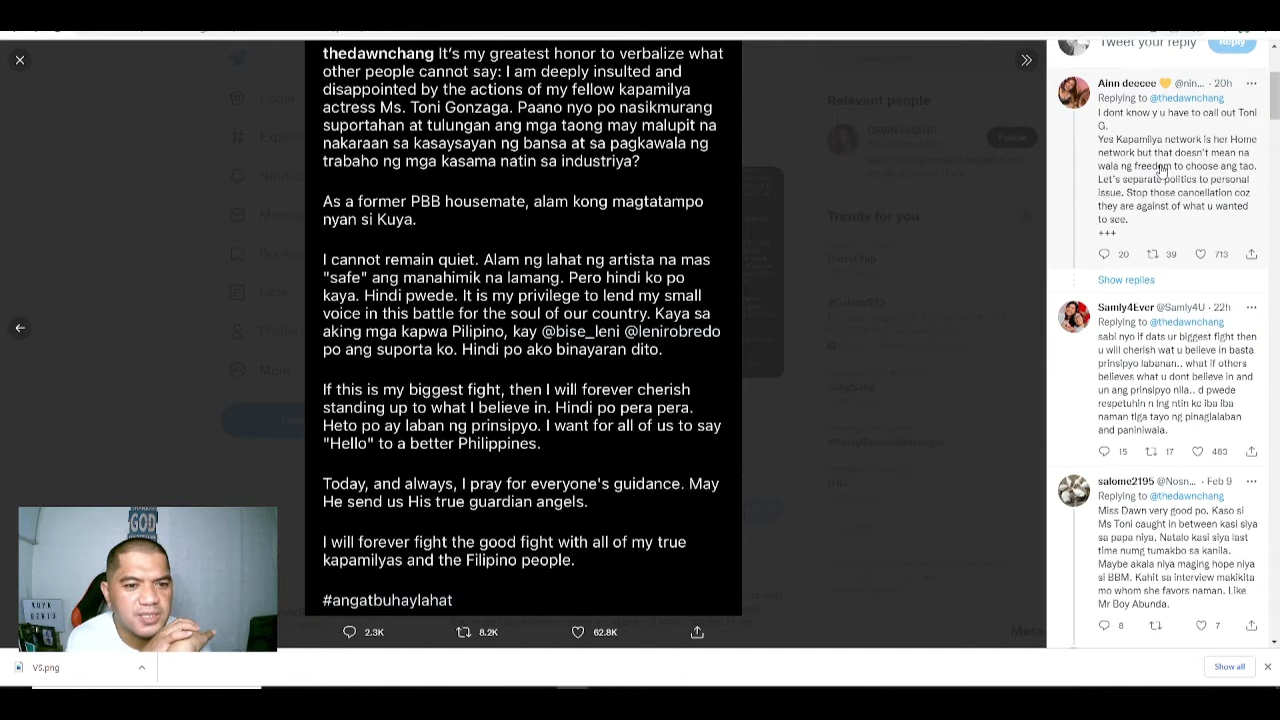 thedawnchang It's my greatest honor to verbalize what
other people cannot say: I am deeply insulted and
disappointed by the actions of my fellow kapamilya
actress Ms. Toni Gonzaga. Paano nyo po nasikmurang
suportahan at tulungan ang mga taong may malupit na
nakaraan sa kasaysayan ng bansa at sa pagkawala ng
trabaho ng mga kasama natin sa industriya?
As a former PBB housemate, alam kong magtatampo
nyan si Kuya.
I cannot remain quiet. Alam ng lahat ng artista na mas
"safe" ang manahimik na lamang. Pero hindi ko po
kaya. Hindi pwede. It is my privilege to lend my small
voice in this battle for the soul of our country. Kaya sa
aking mga kapwa Pilipino, kay @bise_leni @lenirobredo
po ang suporta ko. Hindi po ako binayaran dito.
If this is my biggest fight, then I will forever cherish
standing up to what I believe in. Hindi po pera pera.
Heto po ay laban ng prinsipyo. I want for all of us to say
"Hello" to a better Philippines.
Today, and always, I pray for everyone's guidance. May
He send us His true guardian angels.
I will forever fight the good fight with all of my true
kapamilyas and the Filipino people.
#angatbuhaylahat
2.3K 8.2K 62.8K
Home
Lists
More
Relevant people
Follow
Trends for you
Tweet your reply
Reply
Ainn deecee @nin... · 20h
Replying to @thedawnchang
I dont know y u have to call out Toni
G.
Yes Kapamilya network is her Home
network but that doesn't mean na
wala ng freedom to choose ang tao.
Let's separate politics to personal
issue. Stop those cancellation coz
they are against of what u wanted
to see.
+++
20 39 713
Show replies
Samly4Ever @Samly4U · 22h
Replying to @thedawnchang
sabi nyo if dats ur biggest fight then
u will cherish wat u believe in basta
prinsipyo labanan.. what if others
believes what u dont believe in and
un ang prinsipyo nila.. d pwede
respetuhin n lng ntin ko iba iba
naman tlga tayo ng pinaglalaban
and paniniwala.
15 17 483
salome2195 @Nosn... · Feb 9
Replying to @thedawnchang
Miss Dawn very good po. Kaso si
Ms Toni caught in between kasi siya
sa papa niya. Natalo kasi siya last
time numg tumakbo sa kanila.
Maybe akala niya maging hope niya
si BBM. Kahit sa interview makikita
mo whom she favors naman. Like
Mr Boy Abunda.
8 7
GOD
KUYA
VS.png
Show all